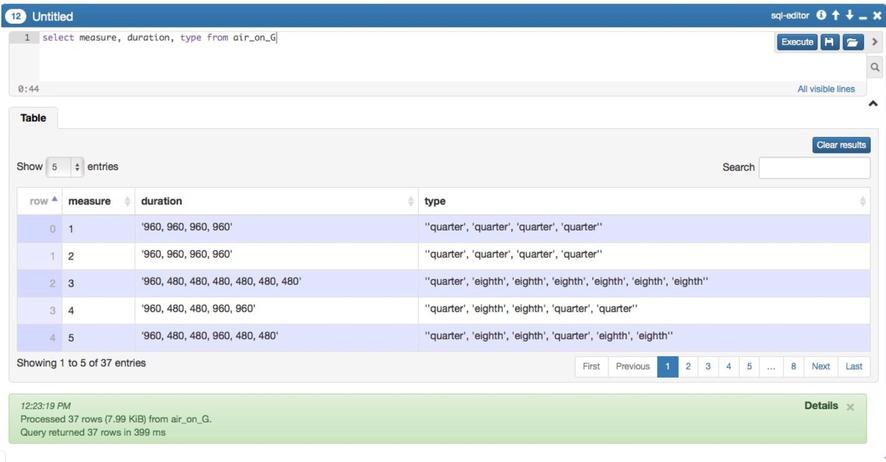 12 Untitled sql-editor
1 select measure, duration, type from air_on_G
Execute
0:44 All visible lines
Table
Clear results
Show 5 entries Search
row measure duration type
0 1 '960, 960, 960, 960' ''quarter', 'quarter', 'quarter', 'quarter''
1 2 '960, 960, 960, 960' ''quarter', 'quarter', 'quarter', 'quarter''
2 3 '960, 480, 480, 480, 480, 480, 480' ''quarter', 'eighth', 'eighth', 'eighth', 'eighth', 'eighth', 'eighth''
3 4 '960, 480, 480, 960, 960' ''quarter', 'eighth', 'eighth', 'quarter', 'quarter''
4 5 '960, 480, 480, 960, 480, 480' ''quarter', 'eighth', 'eighth', 'quarter', 'eighth', 'eighth''
Showing 1 to 5 of 37 entries
First Previous 1 2 3 4 5 ... 8 Next Last
12:23:19 PM Details
Processed 37 rows (7.99 KiB) from air_on_G.
Query returned 37 rows in 399 ms